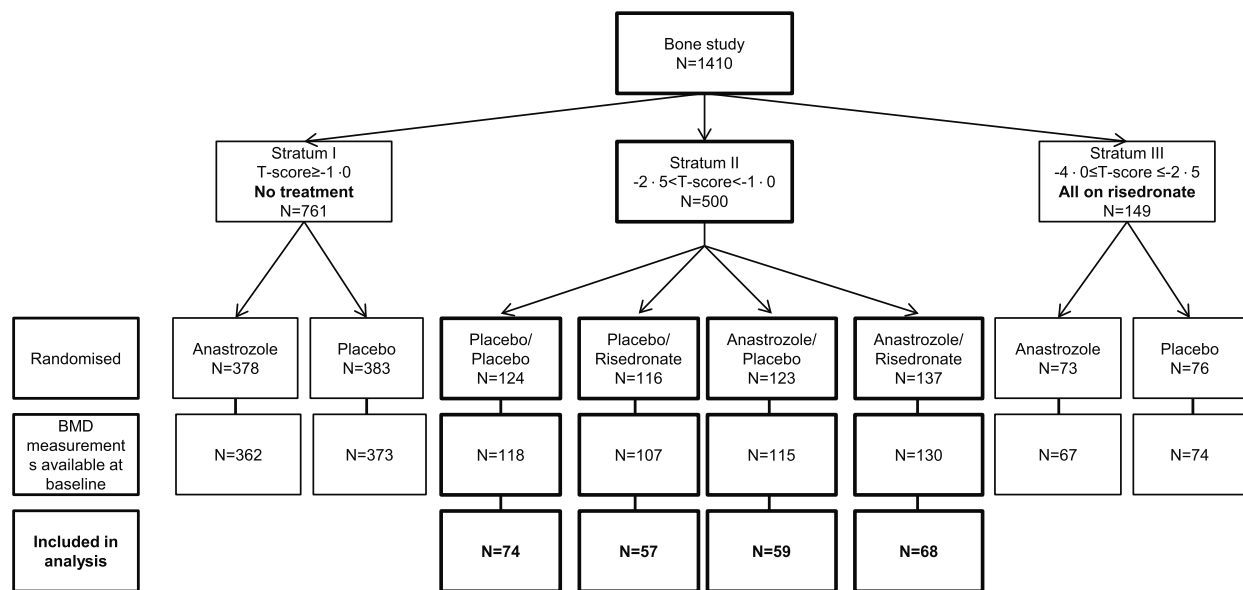 Bone study
N=1410
Stratum I
T-score≥-1·0
No treatment
N=761
Stratum II
-2·5<T-score<-1·0
N=500
Stratum III
-4·0≤T-score ≤-2·5
All on risedronate
N=149
Randomised
Anastrozole
N=378
Placebo
N=383
Placebo/
Placebo
N=124
Placebo/
Risedronate
N=116
Anastrozole/
Placebo
N=123
Anastrozole/
Risedronate
N=137
Anastrozole
N=73
Placebo
N=76
BMD
measurement
s available at
baseline
N=362
N=373
N=118
N=107
N=115
N=130
N=67
N=74
Included in
analysis
N=74
N=57
N=59
N=68